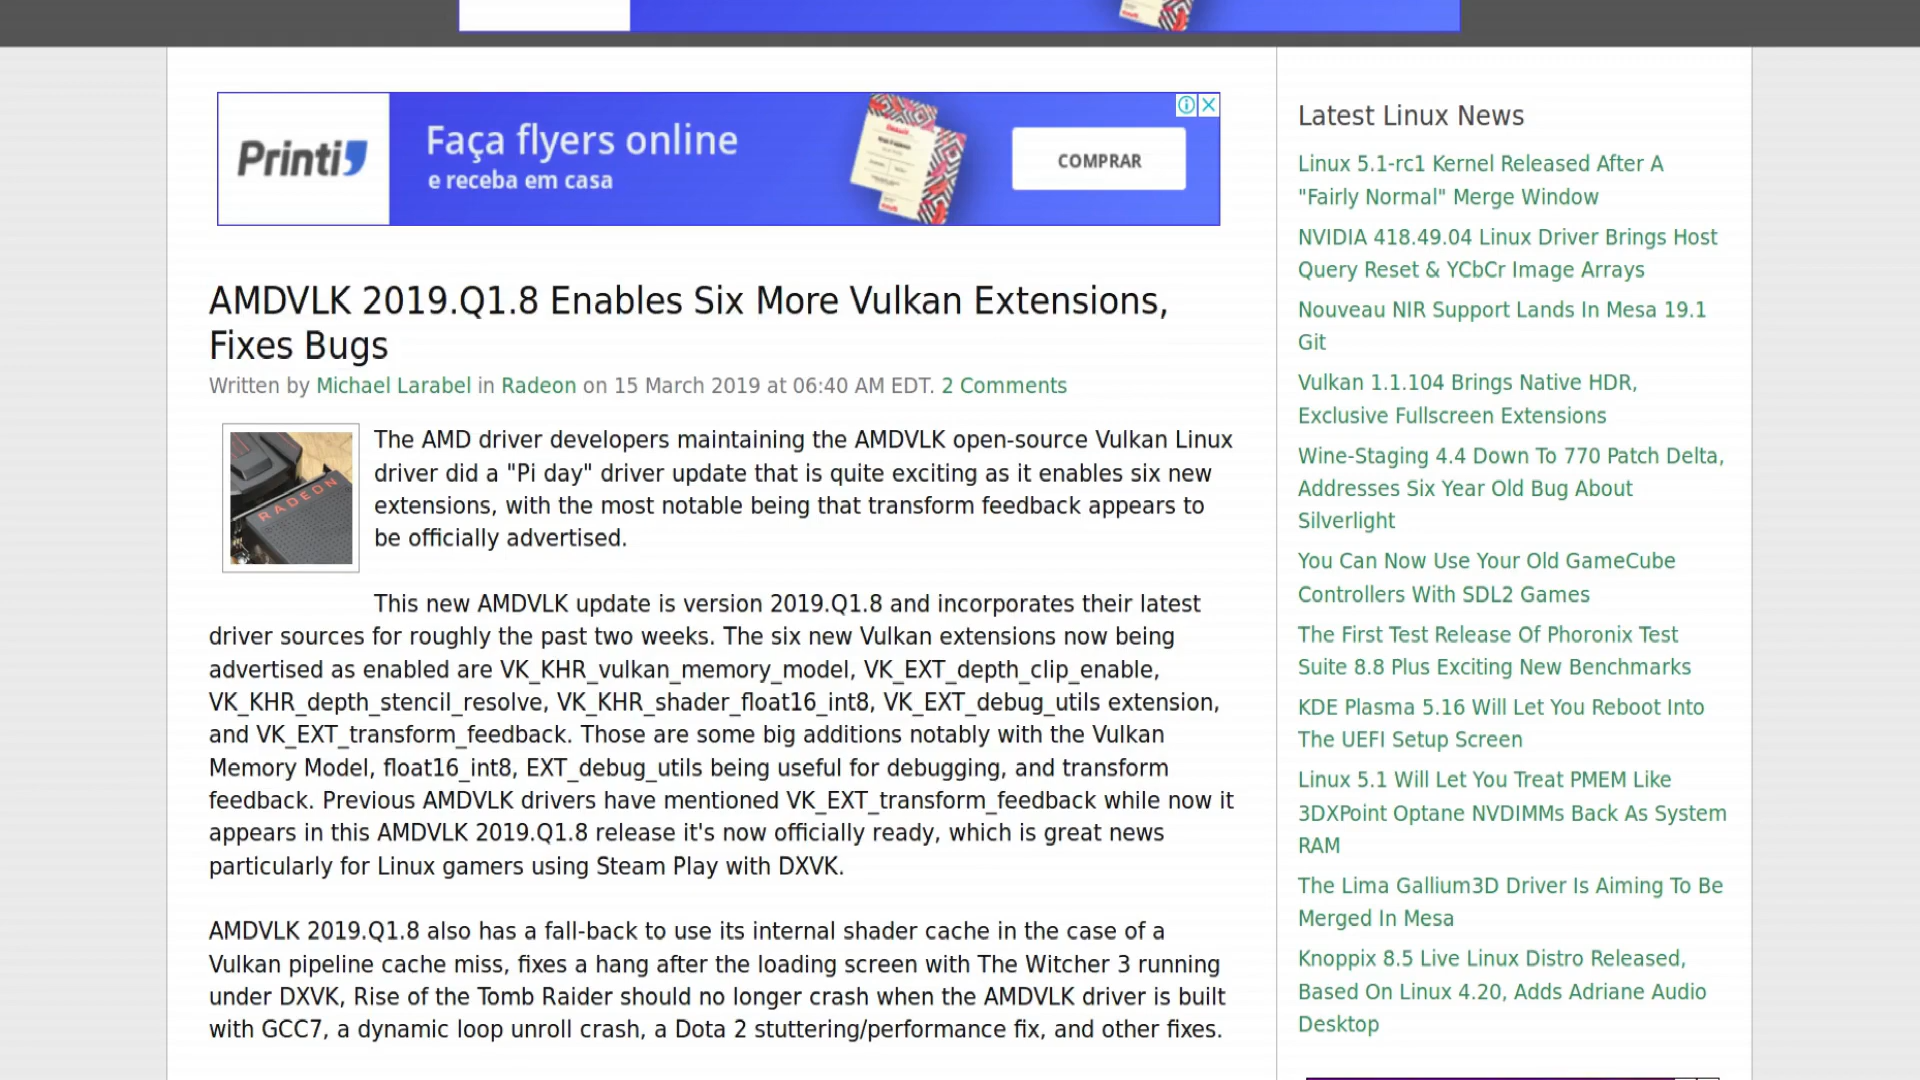 Printi
Faça flyers online
e receba em casa
COMPRAR
AMDVLK 2019.Q1.8 Enables Six More Vulkan Extensions,
Fixes Bugs
Written by Michael Larabel in Radeon on 15 March 2019 at 06:40 AM EDT. 2 Comments
RADEON
The AMD driver developers maintaining the AMDVLK open-source Vulkan Linux
driver did a "Pi day" driver update that is quite exciting as it enables six new
extensions, with the most notable being that transform feedback appears to
be officially advertised.
This new AMDVLK update is version 2019.Q1.8 and incorporates their latest
driver sources for roughly the past two weeks. The six new Vulkan extensions now being
advertised as enabled are VK_KHR_vulkan_memory_model, VK_EXT_depth_clip_enable,
VK_KHR_depth_stencil_resolve, VK_KHR_shader_float16_int8, VK_EXT_debug_utils extension,
and VK_EXT_transform_feedback. Those are some big additions notably with the Vulkan
Memory Model, float16_int8, EXT_debug_utils being useful for debugging, and transform
feedback. Previous AMDVLK drivers have mentioned VK_EXT_transform_feedback while now it
appears in this AMDVLK 2019.Q1.8 release it's now officially ready, which is great news
particularly for Linux gamers using Steam Play with DXVK.
AMDVLK 2019.Q1.8 also has a fall-back to use its internal shader cache in the case of a
Vulkan pipeline cache miss, fixes a hang after the loading screen with The Witcher 3 running
under DXVK, Rise of the Tomb Raider should no longer crash when the AMDVLK driver is built
with GCC7, a dynamic loop unroll crash, a Dota 2 stuttering/performance fix, and other fixes.
Latest Linux News
Linux 5.1-rc1 Kernel Released After A
"Fairly Normal" Merge Window
NVIDIA 418.49.04 Linux Driver Brings Host
Query Reset & YCbCr Image Arrays
Nouveau NIR Support Lands In Mesa 19.1
Git
Vulkan 1.1.104 Brings Native HDR,
Exclusive Fullscreen Extensions
Wine-Staging 4.4 Down To 770 Patch Delta,
Addresses Six Year Old Bug About
Silverlight
You Can Now Use Your Old GameCube
Controllers With SDL2 Games
The First Test Release Of Phoronix Test
Suite 8.8 Plus Exciting New Benchmarks
KDE Plasma 5.16 Will Let You Reboot Into
The UEFI Setup Screen
Linux 5.1 Will Let You Treat PMEM Like
3DXPoint Optane NVDIMMs Back As System
RAM
The Lima Gallium3D Driver Is Aiming To Be
Merged In Mesa
Knoppix 8.5 Live Linux Distro Released,
Based On Linux 4.20, Adds Adriane Audio
Desktop